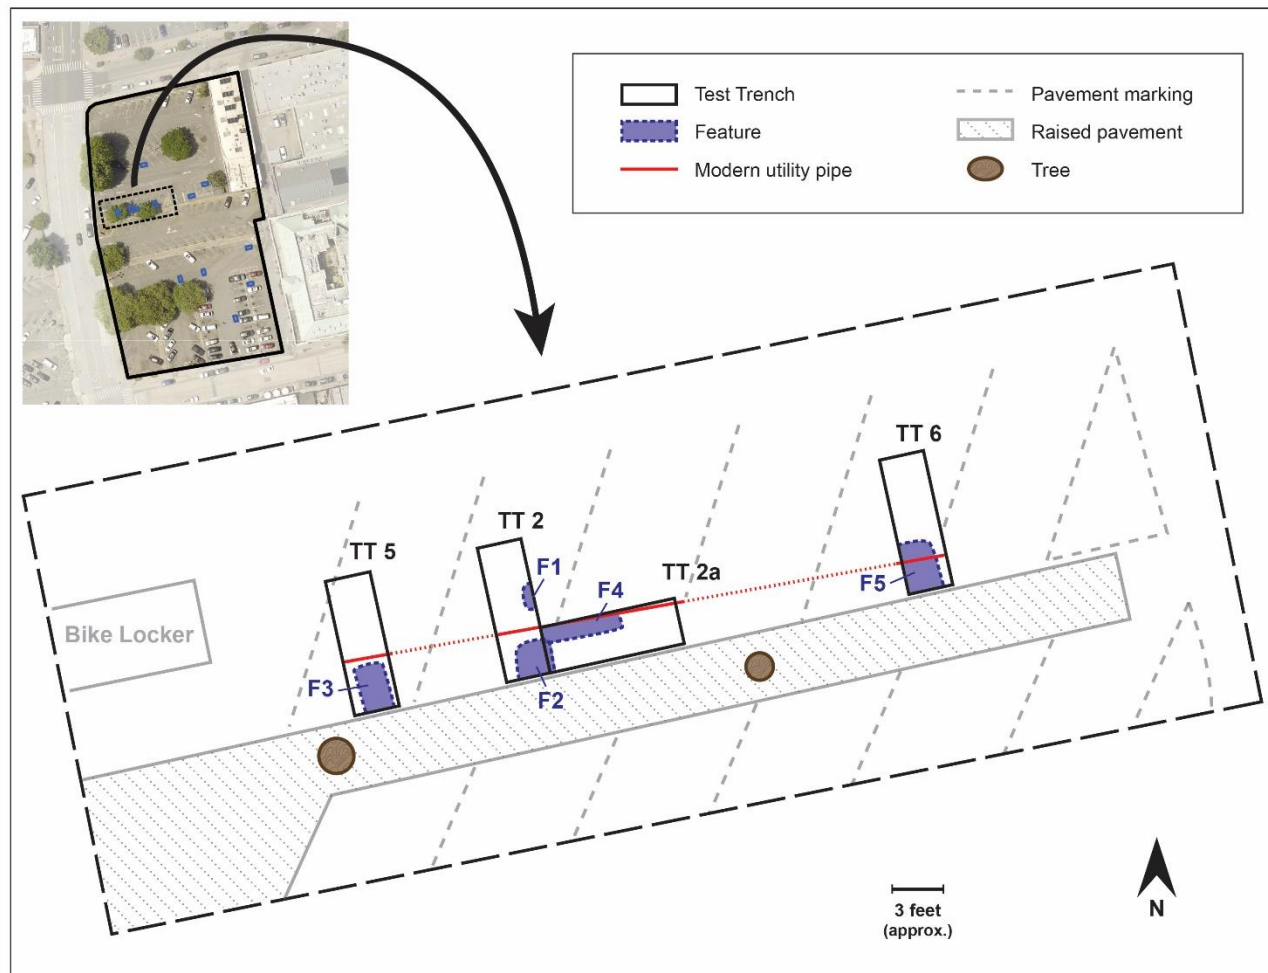 Test Trench
Feature
Modern utility pipe
Pavement marking
Raised pavement
Tree
TT 6
TT 2
TT 5
F1
TT 2a
F4
F5
Bike Locker
F3
F2
3 feet
(approx.)
N